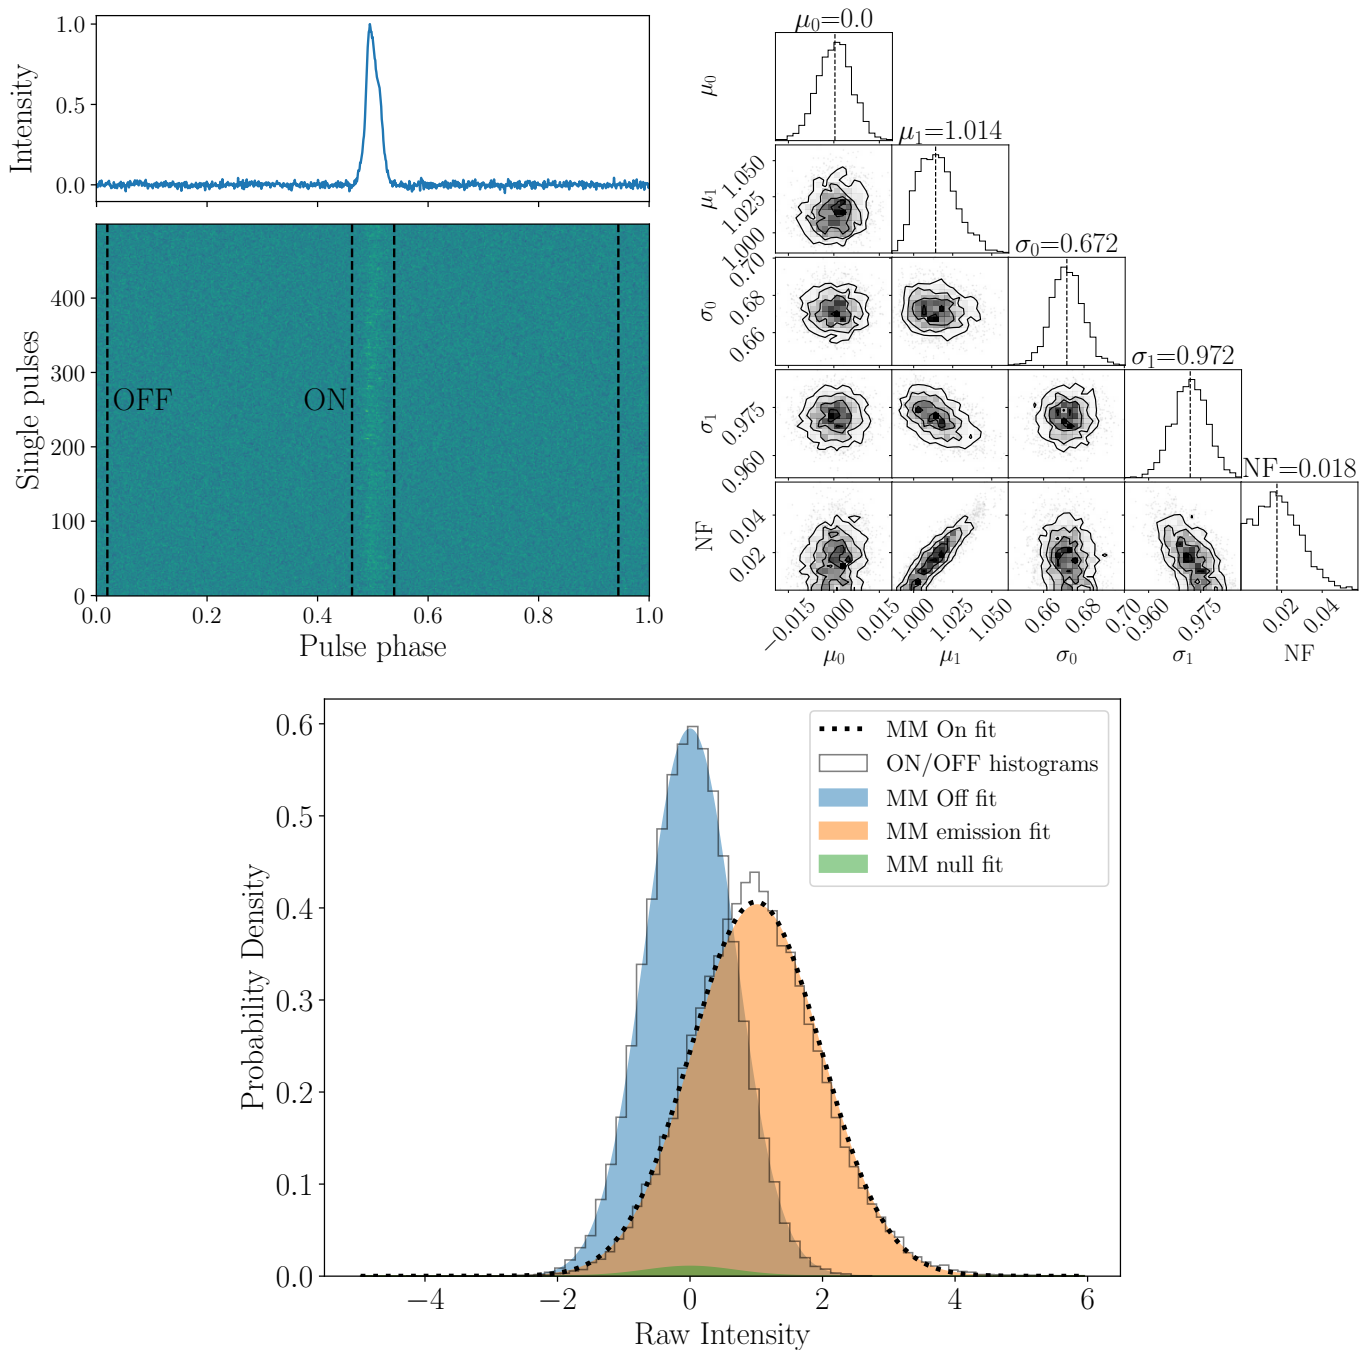 1.0
0.5
0.0
Intensity
400
300
200
100
0
Single pulses
OFF
ON
0.0 0.2 0.4 0.6 0.8 1.0
Pulse phase
μ₀=0.0
μ₀
μ₁=1.014
1.050
1.025
1.000
μ₁
σ₀=0.672
0.70
0.68
0.66
σ₀
σ₁=0.972
0.975
0.960
σ₁
NF=0.018
0.04
0.02
NF
−0.015 0.000 0.015 1.000 1.025 1.050 0.66 0.68 0.70 0.960 0.975 0.02 0.04
μ₀ μ₁ σ₀ σ₁ NF
0.6
0.5
0.4
0.3
0.2
0.1
0.0
Probability Density
MM On fit
ON/OFF histograms
MM Off fit
MM emission fit
MM null fit
−4 −2 0 2 4 6
Raw Intensity